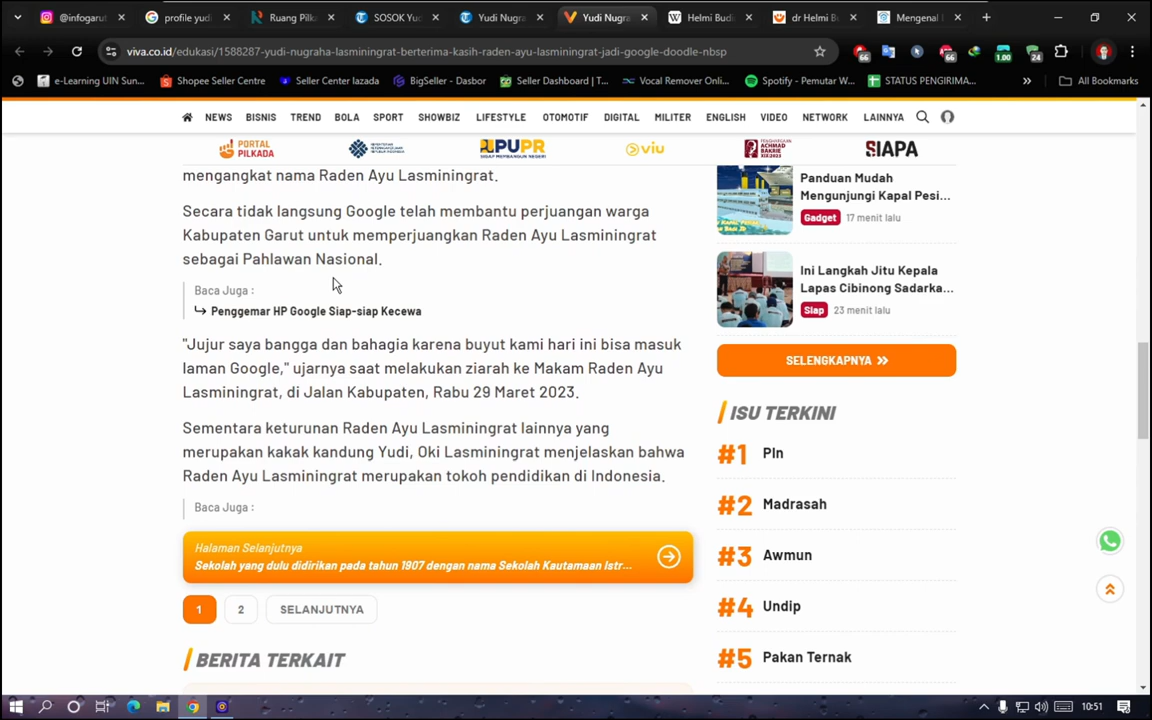 infogarut
profile yudi
Ruang Pilk
SOSOK Yu
Yudi Nugra
Yudi Nugra
Helmi Bud
dr Helmi B
Mengenal
viva.co.id/edukasi/1588287-yudi-nugraha-lasminingrat-berterima-kasih-raden-ayu-lasminingrat-jadi-google-doodle-nbsp
66
66
1.00
24
e-Learning UIN Sun...
Shopee Seller Centre
Seller Center lazada
BigSeller - Dasbor
Seller Dashboard | T...
Vocal Remover Onli...
Spotify - Pemutar W...
STATUS PENGIRIMA...
»
All Bookmarks
NEWS
BISNIS
TREND
BOLA
SPORT
SHOWBIZ
LIFESTYLE
OTOMOTIF
DIGITAL
MILITER
ENGLISH
VIDEO
NETWORK
LAINNYA
PORTAL
PILKADA
PUPR
viu
ACHMAD
BAKRIE
SIAPA
mengangkat nama Raden Ayu Lasminingrat.
Secara tidak langsung Google telah membantu perjuangan warga
Kabupaten Garut untuk memperjuangkan Raden Ayu Lasminingrat
sebagai Pahlawan Nasional.
Baca Juga :
Penggemar HP Google Siap-siap Kecewa
"Jujur saya bangga dan bahagia karena buyut kami hari ini bisa masuk
laman Google," ujarnya saat melakukan ziarah ke Makam Raden Ayu
Lasminingrat, di Jalan Kabupaten, Rabu 29 Maret 2023.
Sementara keturunan Raden Ayu Lasminingrat lainnya yang
merupakan kakak kandung Yudi, Oki Lasminingrat menjelaskan bahwa
Raden Ayu Lasminingrat merupakan tokoh pendidikan di Indonesia.
Baca Juga :
Halaman Selanjutnya
Sekolah yang dulu didirikan pada tahun 1907 dengan nama Sekolah Kautamaan Istr...
1
2
SELANJUTNYA
BERITA TERKAIT
Panduan Mudah
Mengunjungi Kapal Pesi...
Gadget
17 menit lalu
Ini Langkah Jitu Kepala
Lapas Cibinong Sadarka...
Siap
23 menit lalu
SELENGKAPNYA »
ISU TERKINI
#1 Pln
#2 Madrasah
#3 Awmun
#4 Undip
#5 Pakan Ternak
10:51